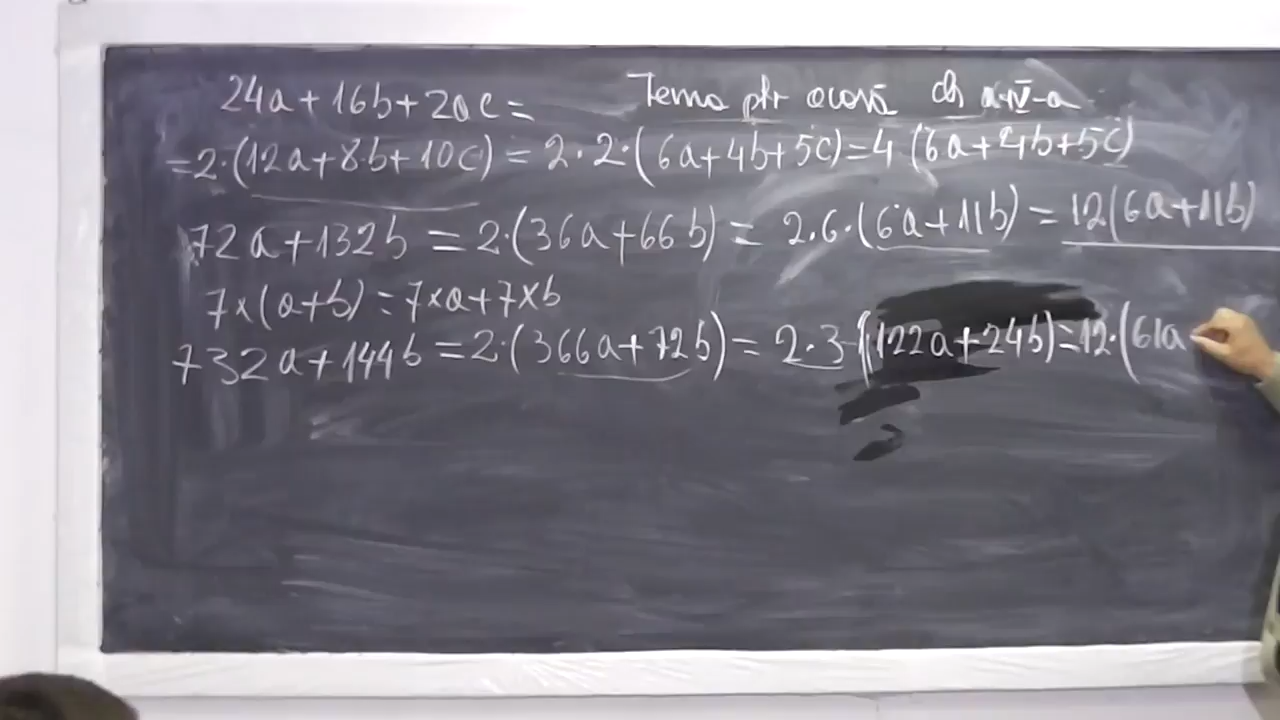 24a+16b+20c=
Tema ptr acasă cls a IV-a
=2·(12a+8b+10c)=2·2·(6a+4b+5c)=4(6a+4b+5c)
72a+132b=2·(36a+66b)=2·6·(6a+11b)=12(6a+11b)
7×(a+b)=7×a+7×b
732a+144b=2·(366a+72b)=2·3·(122a+24b)=12·(61a